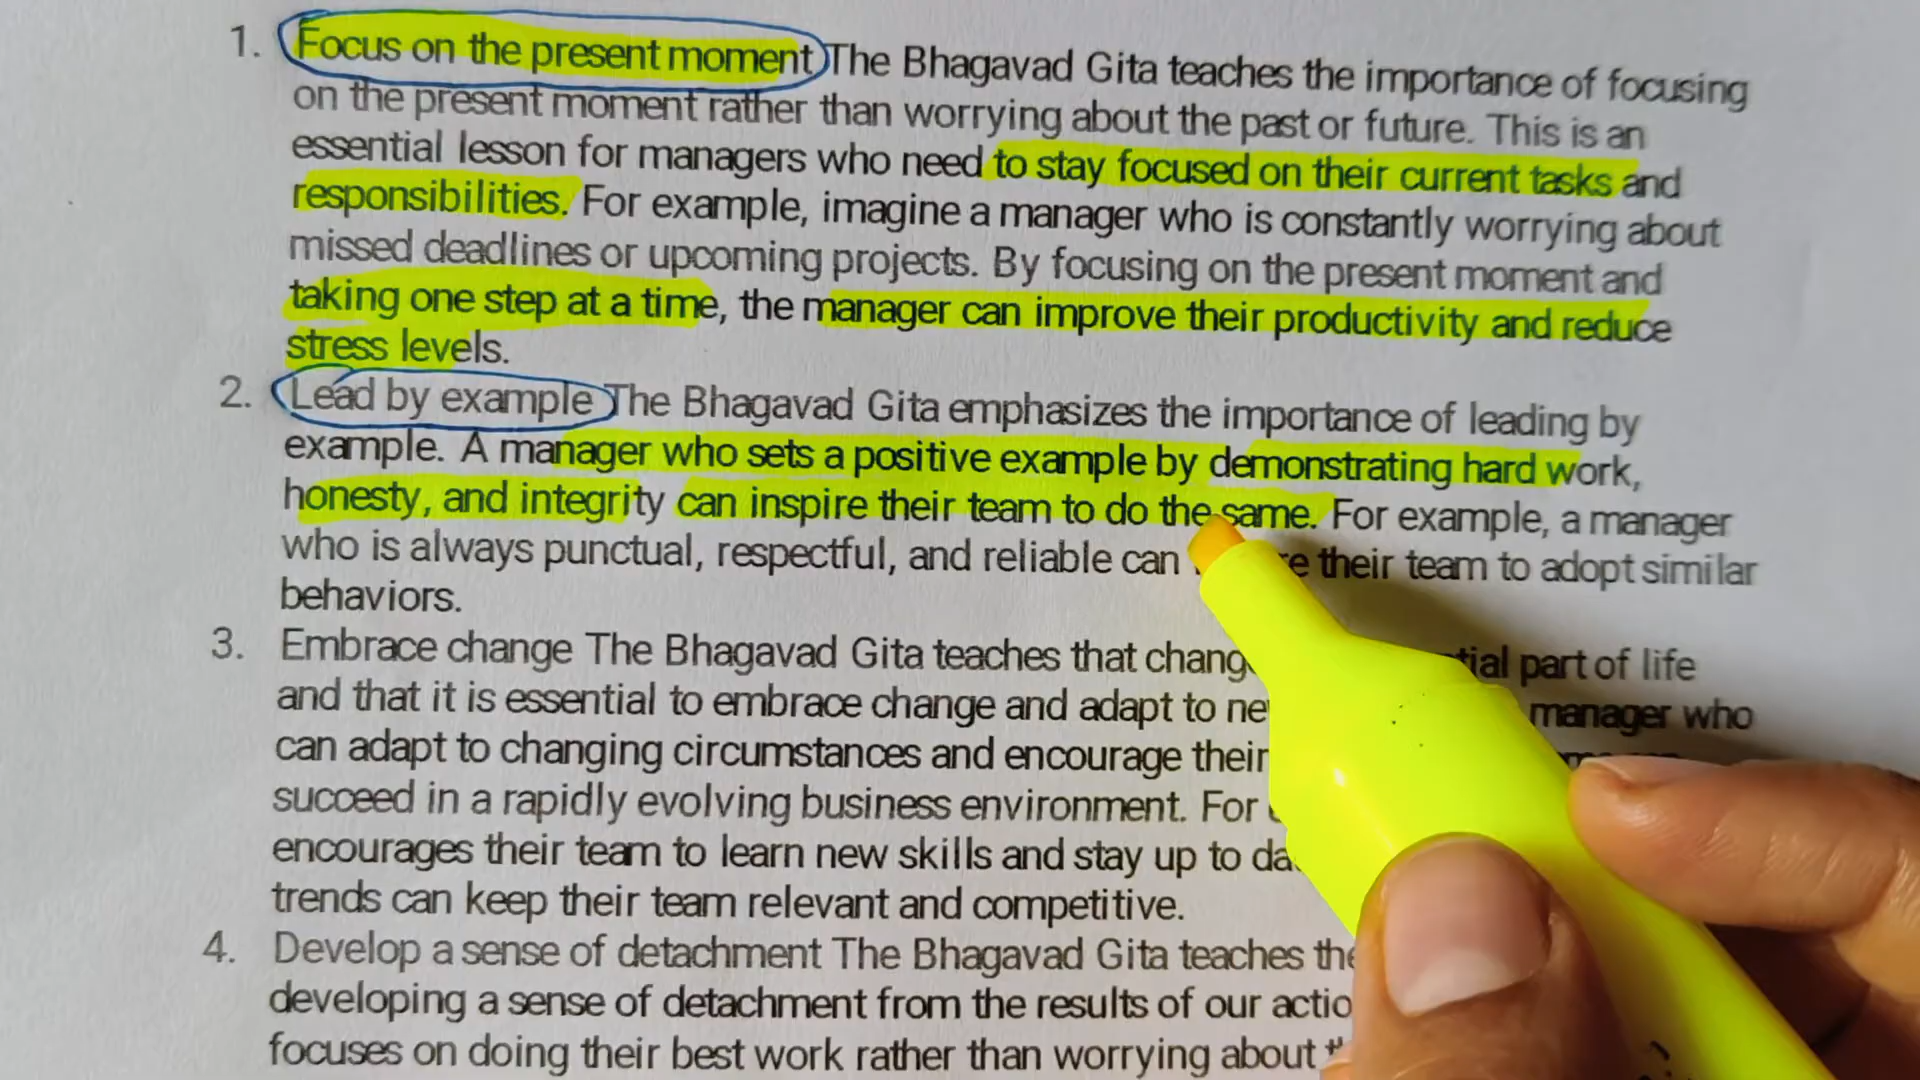 1. Focus on the present moment The Bhagavad Gita teaches the importance of focusing
on the present moment rather than worrying about the past or future. This is an
essential lesson for managers who need to stay focused on their current tasks and
responsibilities. For example, imagine a manager who is constantly worrying about
missed deadlines or upcoming projects. By focusing on the present moment and
taking one step at a time, the manager can improve their productivity and reduce
stress levels.
2. Lead by example The Bhagavad Gita emphasizes the importance of leading by
example. A manager who sets a positive example by demonstrating hard work,
honesty, and integrity can inspire their team to do the same. For example, a manager
who is always punctual, respectful, and reliable can their team to adopt similar
behaviors.
3. Embrace change The Bhagavad Gita teaches that part of life
and that it is essential to embrace change and adapt to manager who
can adapt to changing circumstances and encourage their
succeed in a rapidly evolving business environment. For
encourages their team to learn new skills and stay up to
trends can keep their team relevant and competitive.
4. Develop a sense of detachment The Bhagavad Gita teaches
developing a sense of detachment from the results of our
focuses on doing their best work rather than worrying about